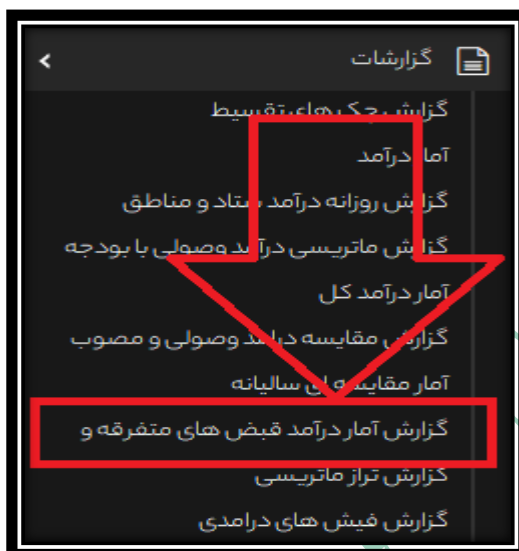 گزارشات
گزارش چک های تقسیط
آمار درآمد
گزارش روزانه درآمد ستاد و مناطق
گزارش ماتریسی درآمد وصولی با بودجه
آمار درآمد کل
گزارش مقایسه درامد وصولی و مصوب
آمار مقایسه ای سالیانه
گزارش آمار درآمد قبض های متفرقه و
گزارش تراز ماتریسی
گزارش فیش های درامدی